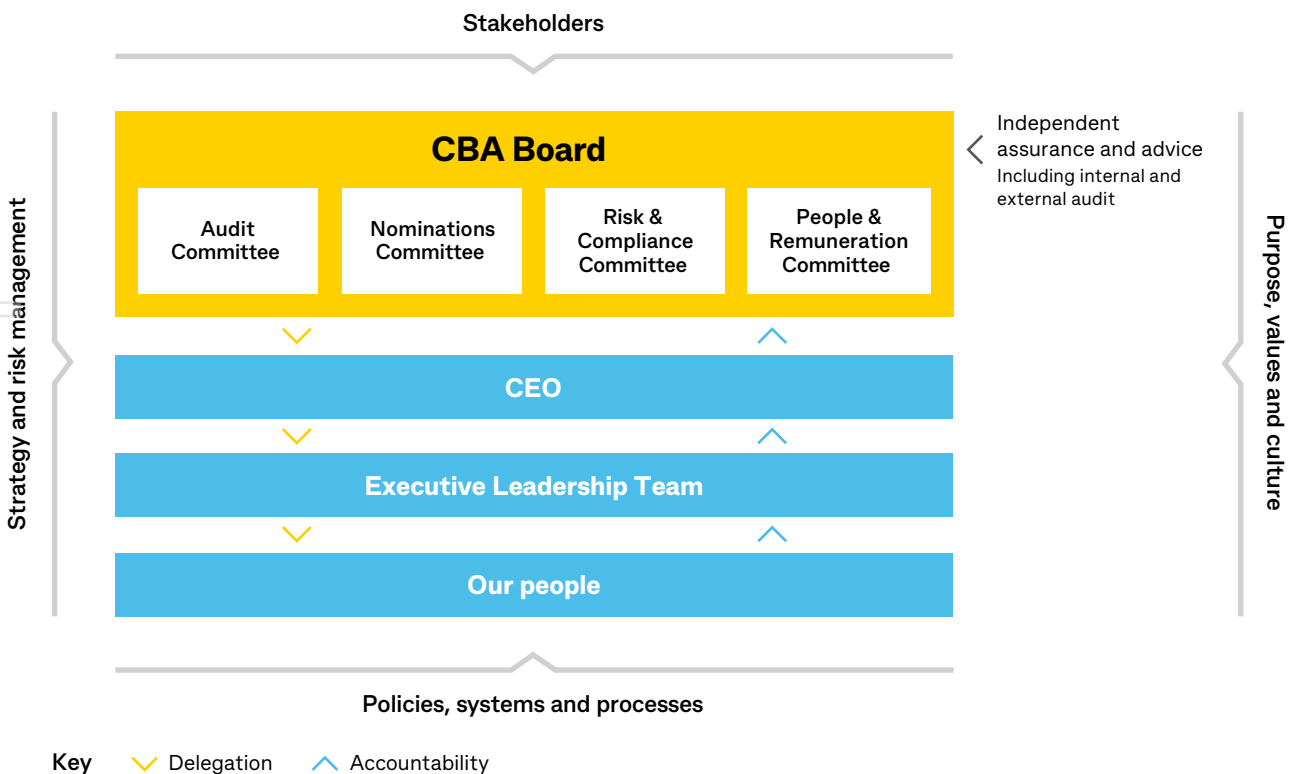 Stakeholders
CBA Board
Independent
assurance and advice
Including internal and
external audit
Audit
Committee
Nominations
Committee
Risk &
Compliance
Committee
People &
Remuneration
Committee
Strategy and risk management
Purpose, values and culture
CEO
Executive Leadership Team
Our people
Policies, systems and processes
Key
Delegation
Accountability